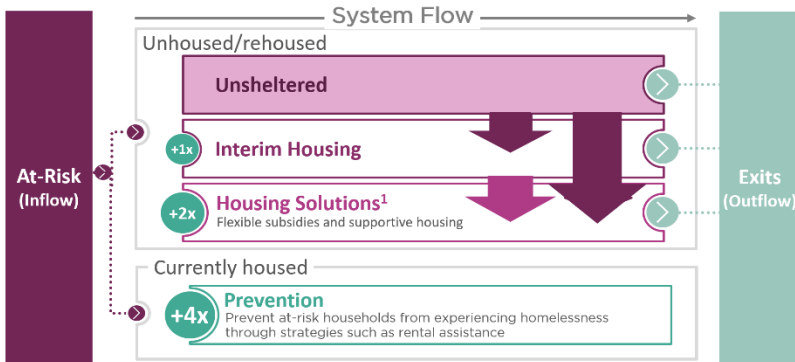 System Flow
Unhoused/rehoused
Unsheltered
+1x
Interim Housing
At-Risk
(Inflow)
Exits
(Outflow)
+2x
Housing Solutions¹
Flexible subsidies and supportive housing
Currently housed
+4x
Prevention
Prevent at-risk households from experiencing homelessness
through strategies such as rental assistance